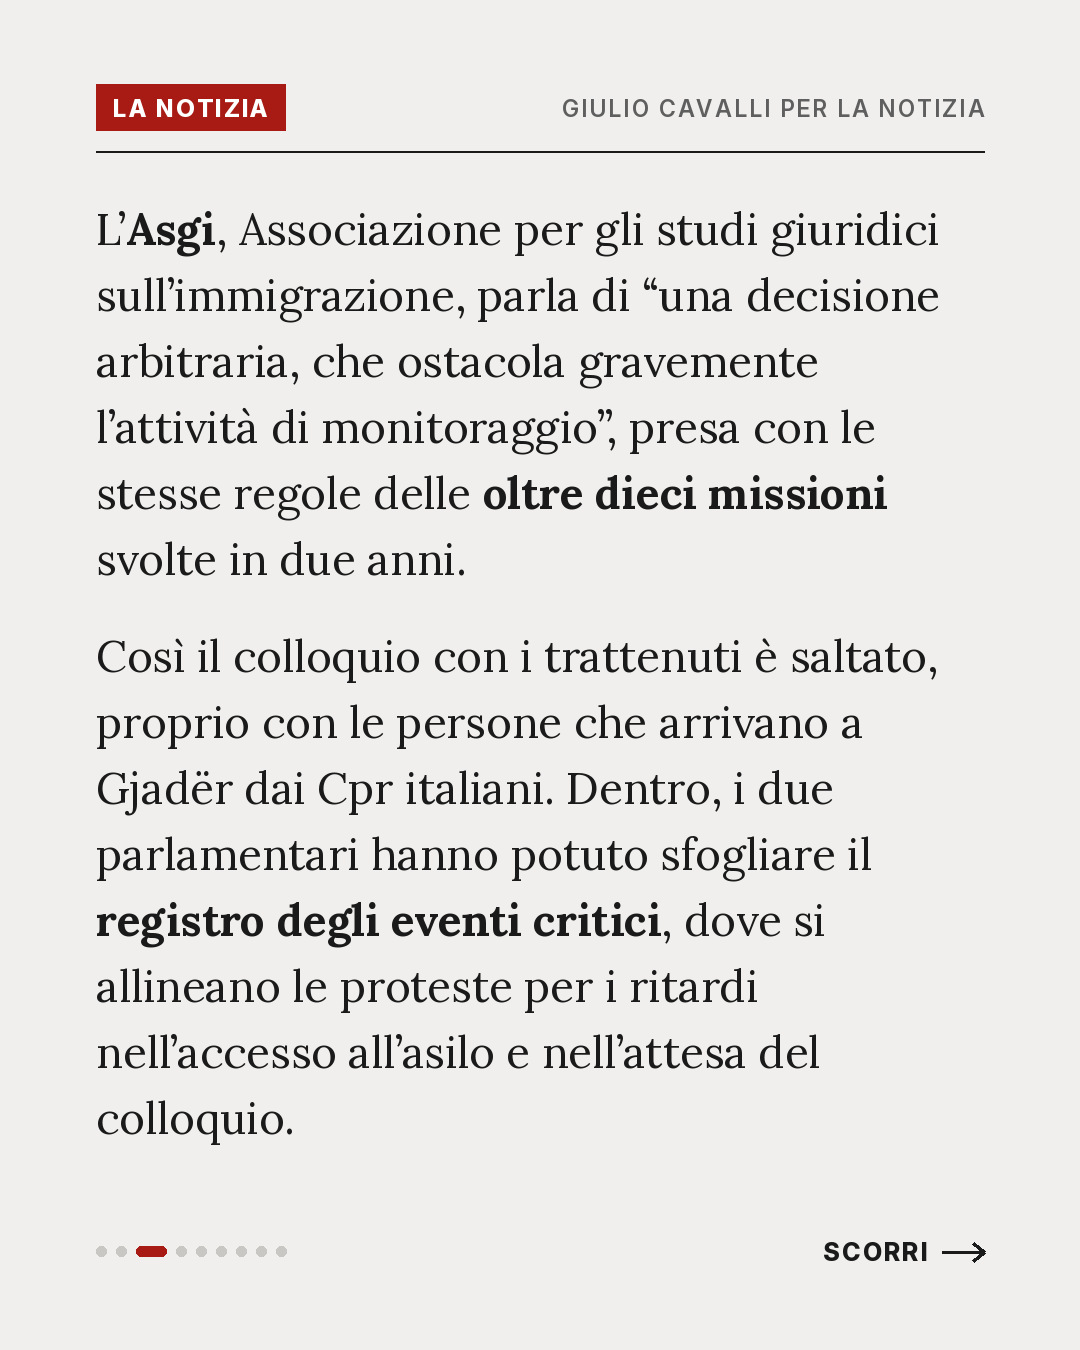 LA NOTIZIA
GIULIO CAVALLI PER LA NOTIZIA
L’Asgi, Associazione per gli studi giuridici
sull’immigrazione, parla di “una decisione
arbitraria, che ostacola gravemente
l’attività di monitoraggio”, presa con le
stesse regole delle oltre dieci missioni
svolte in due anni.
Così il colloquio con i trattenuti è saltato,
proprio con le persone che arrivano a
Gjadër dai Cpr italiani. Dentro, i due
parlamentari hanno potuto sfogliare il
registro degli eventi critici, dove si
allineano le proteste per i ritardi
nell’accesso all’asilo e nell’attesa del
colloquio.
SCORRI